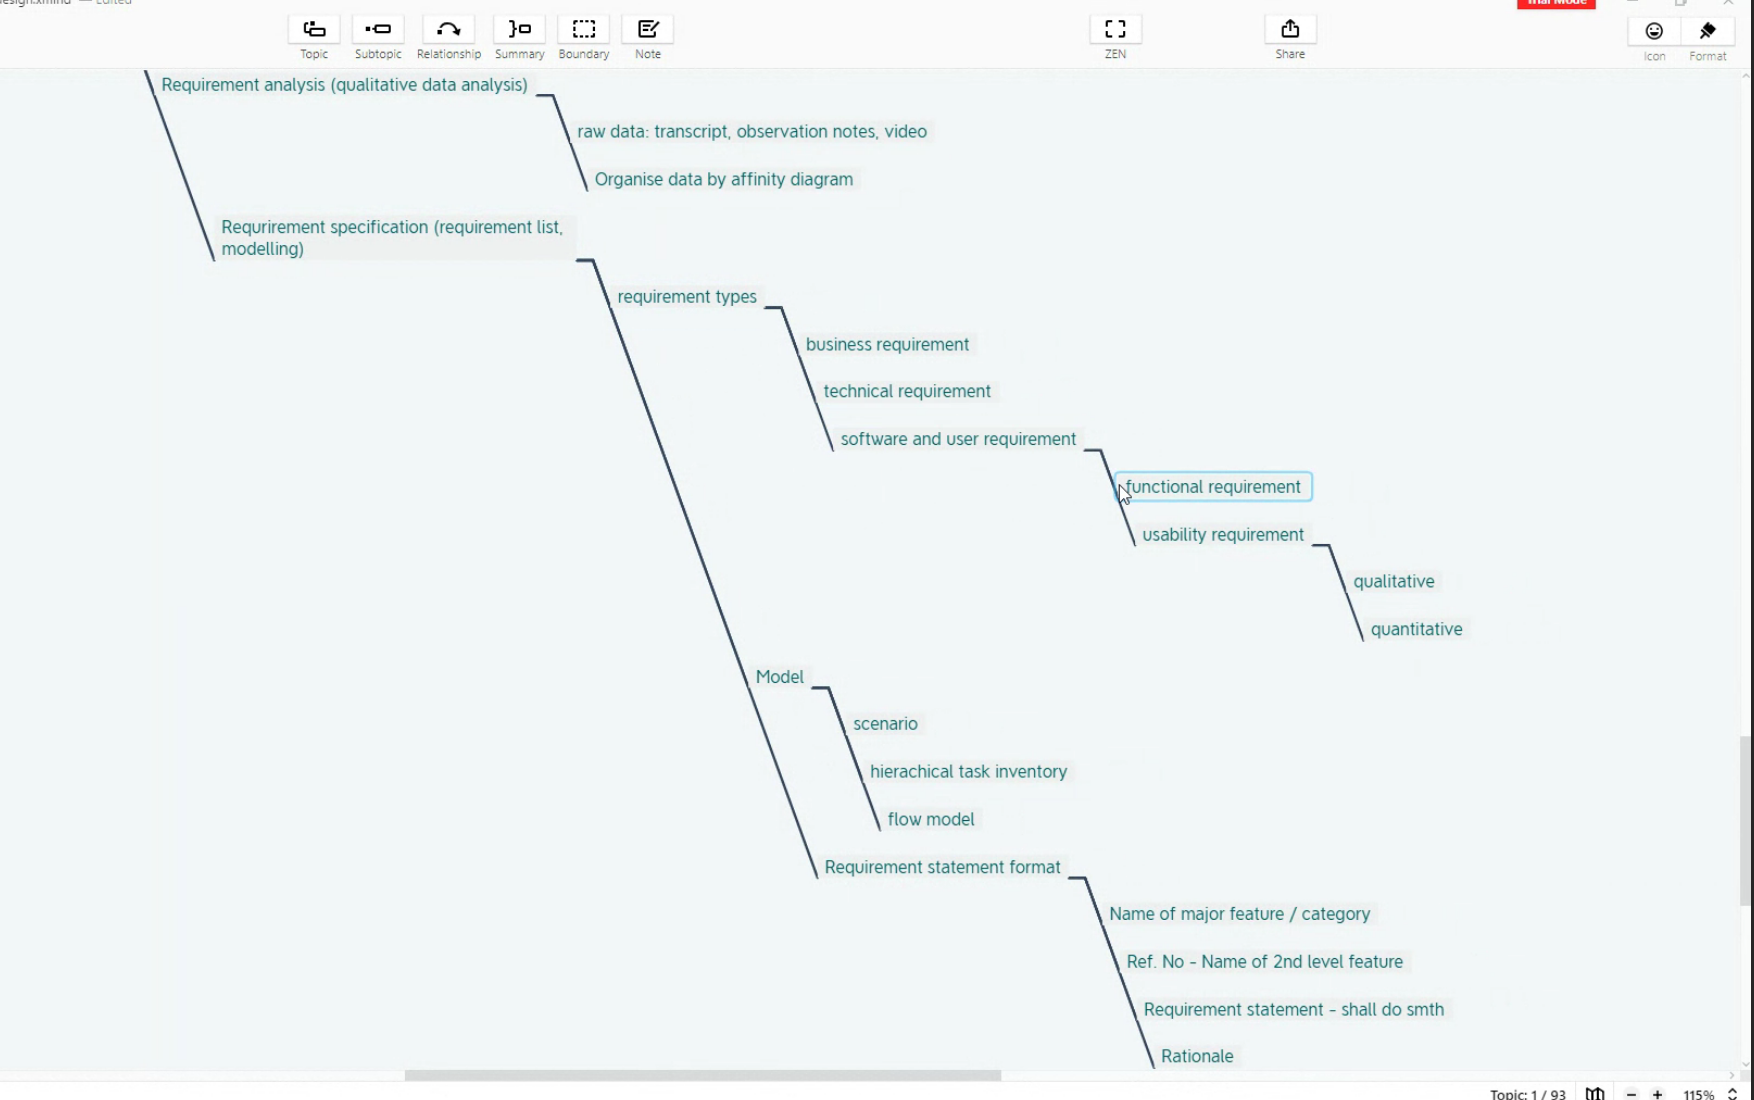 Edited
Trial Mode
Topic
Subtopic
Relationship
Summary
Boundary
Note
ZEN
Share
Icon
Format
Requirement analysis (qualitative data analysis)
raw data: transcript, observation notes, video
Organise data by affinity diagram
Requrirement specification (requirement list,
modelling)
requirement types
business requirement
technical requirement
software and user requirement
functional requirement
usability requirement
qualitative
quantitative
Model
scenario
hierachical task inventory
flow model
Requirement statement format
Name of major feature / category
Ref. No - Name of 2nd level feature
Requirement statement - shall do smth
Rationale
Topic: 1 / 93
115%